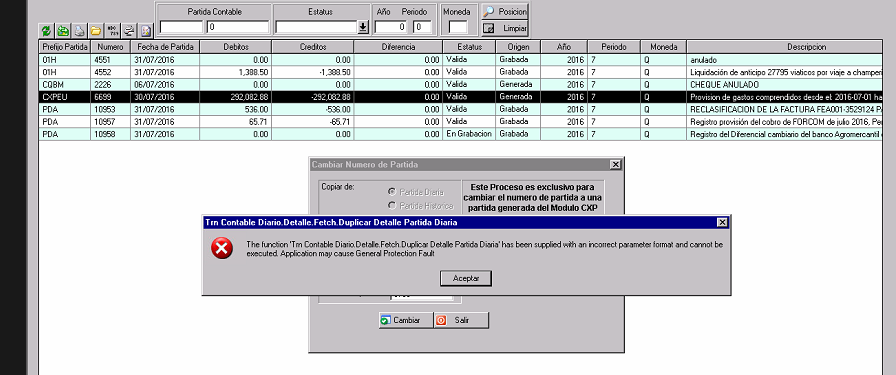 Partida Contable Estatus Año Periodo Moneda Posicion
0 0 0 Limpiar
Prefijo Partida Numero Fecha de Partida Debitos Creditos Diferencia Estatus Origen Año Periodo Moneda Descripcion
01H 4551 31/07/2016 0.00 0.00 0.00 Valida Grabada 2016 7 Q anulado
01H 4552 31/07/2016 1,388.50 -1,388.50 0.00 Valida Grabada 2016 7 Q Liquidación de anticipo 27795 viaticos por viaje a champeri
CQBM 2226 06/07/2016 0.00 0.00 0.00 Valida Generada 2016 7 Q CHEQUE ANULADO
CXPEU 6699 30/07/2016 292,082.88 -292,082.88 0.00 Valida Generada 2016 7 Q Provision de gastos comprendidos desde el: 2016-07-01 ha
PDA 10953 31/07/2016 536.00 -536.00 0.00 Valida Grabada 2016 7 Q RECLASIFICACION DE LA FACTURA FEA001-3529124 PA
PDA 10957 31/07/2016 65.71 -65.71 0.00 Valida Grabada 2016 7 Q Registro provisión del cobro de FORCOM de julio 2016, Pe
PDA 10958 31/07/2016 0.00 0.00 0.00 En Grabacion Grabada 2016 7 Q Registro del Diferencial cambiario del banco Agromercantil
Cambiar Numero de Partida
Copiar de:
Partida Diaria
Partida Historica
Este Proceso es exclusivo para
cambiar el numero de partida a una
partida generada del Modulo CXP
Trn Contable Diario.Detalle.Fetch.Duplicar Detalle Partida Diaria
The function 'Trn Contable Diario.Detalle.Fetch.Duplicar Detalle Partida Diaria' has been supplied with an incorrect parameter format and cannot be
executed. Application may cause General Protection Fault
Aceptar
Cambiar Salir